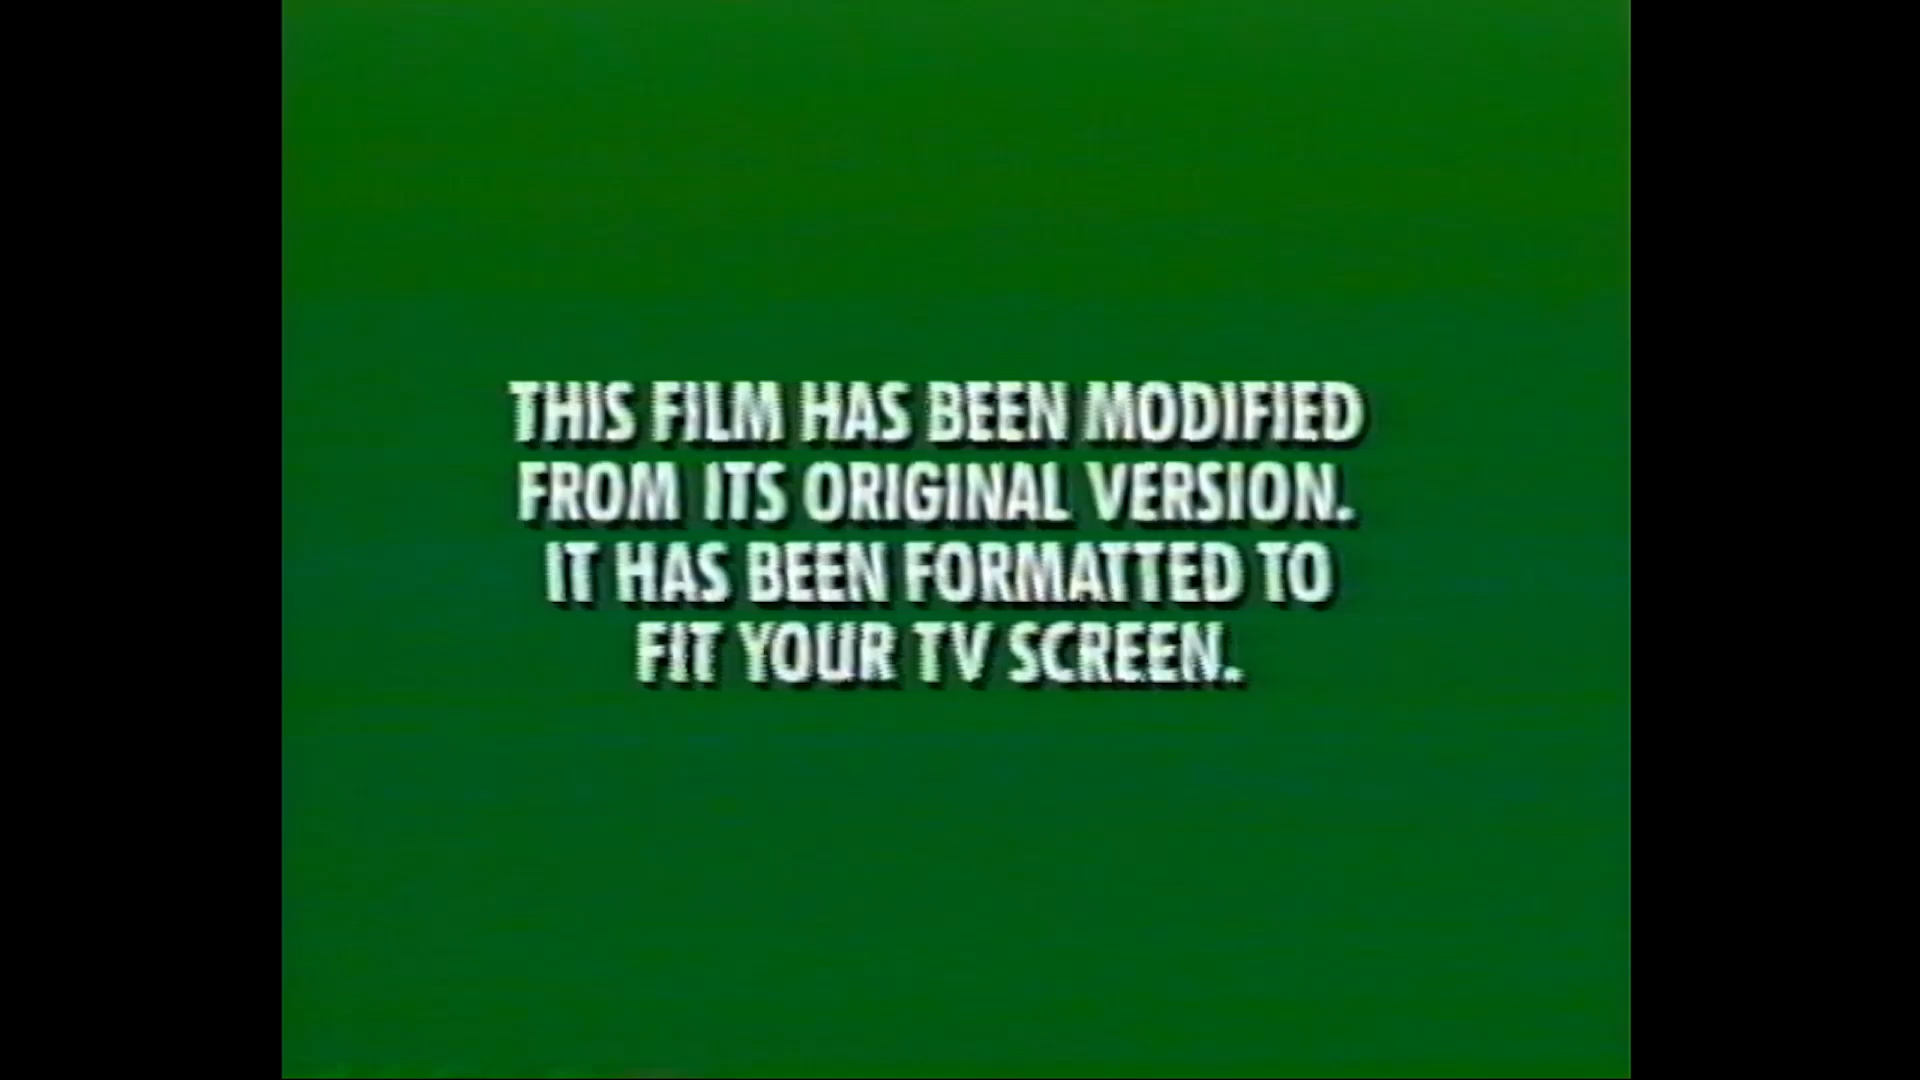 THIS FILM HAS BEEN MODIFIED
FROM ITS ORIGINAL VERSION.
IT HAS BEEN FORMATTED TO
FIT YOUR TV SCREEN.